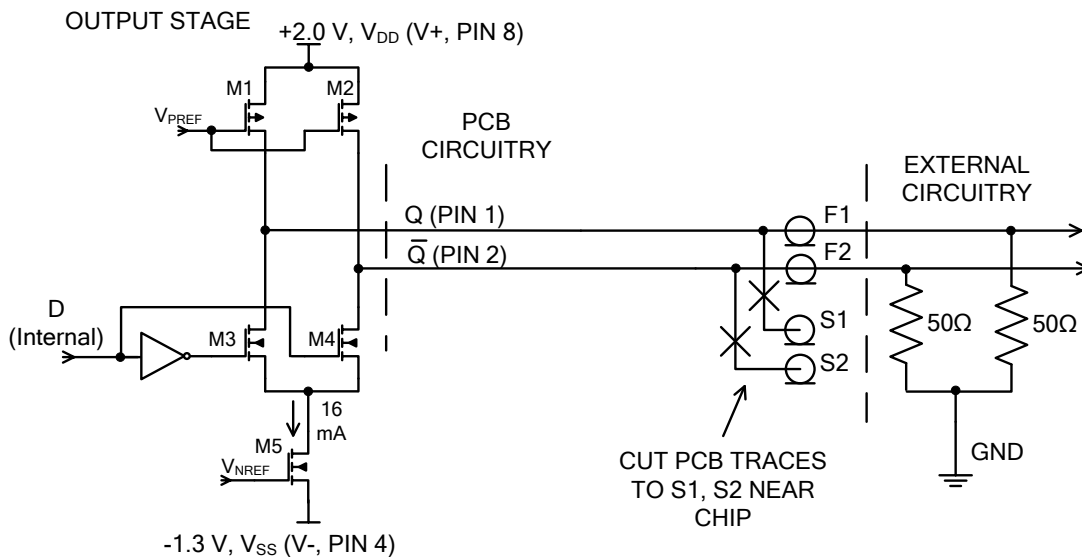 OUTPUT STAGE
+2.0 V, VDD (V+, PIN 8)
M1
M2
VPREF
PCB
CIRCUITRY
EXTERNAL
CIRCUITRY
Q (PIN 1)
F1
Q̅ (PIN 2)
F2
D
(Internal)
M3
M4
S1
S2
50Ω
50Ω
16
mA
M5
VNREF
CUT PCB TRACES
TO S1, S2 NEAR
CHIP
GND
-1.3 V, VSS (V-, PIN 4)